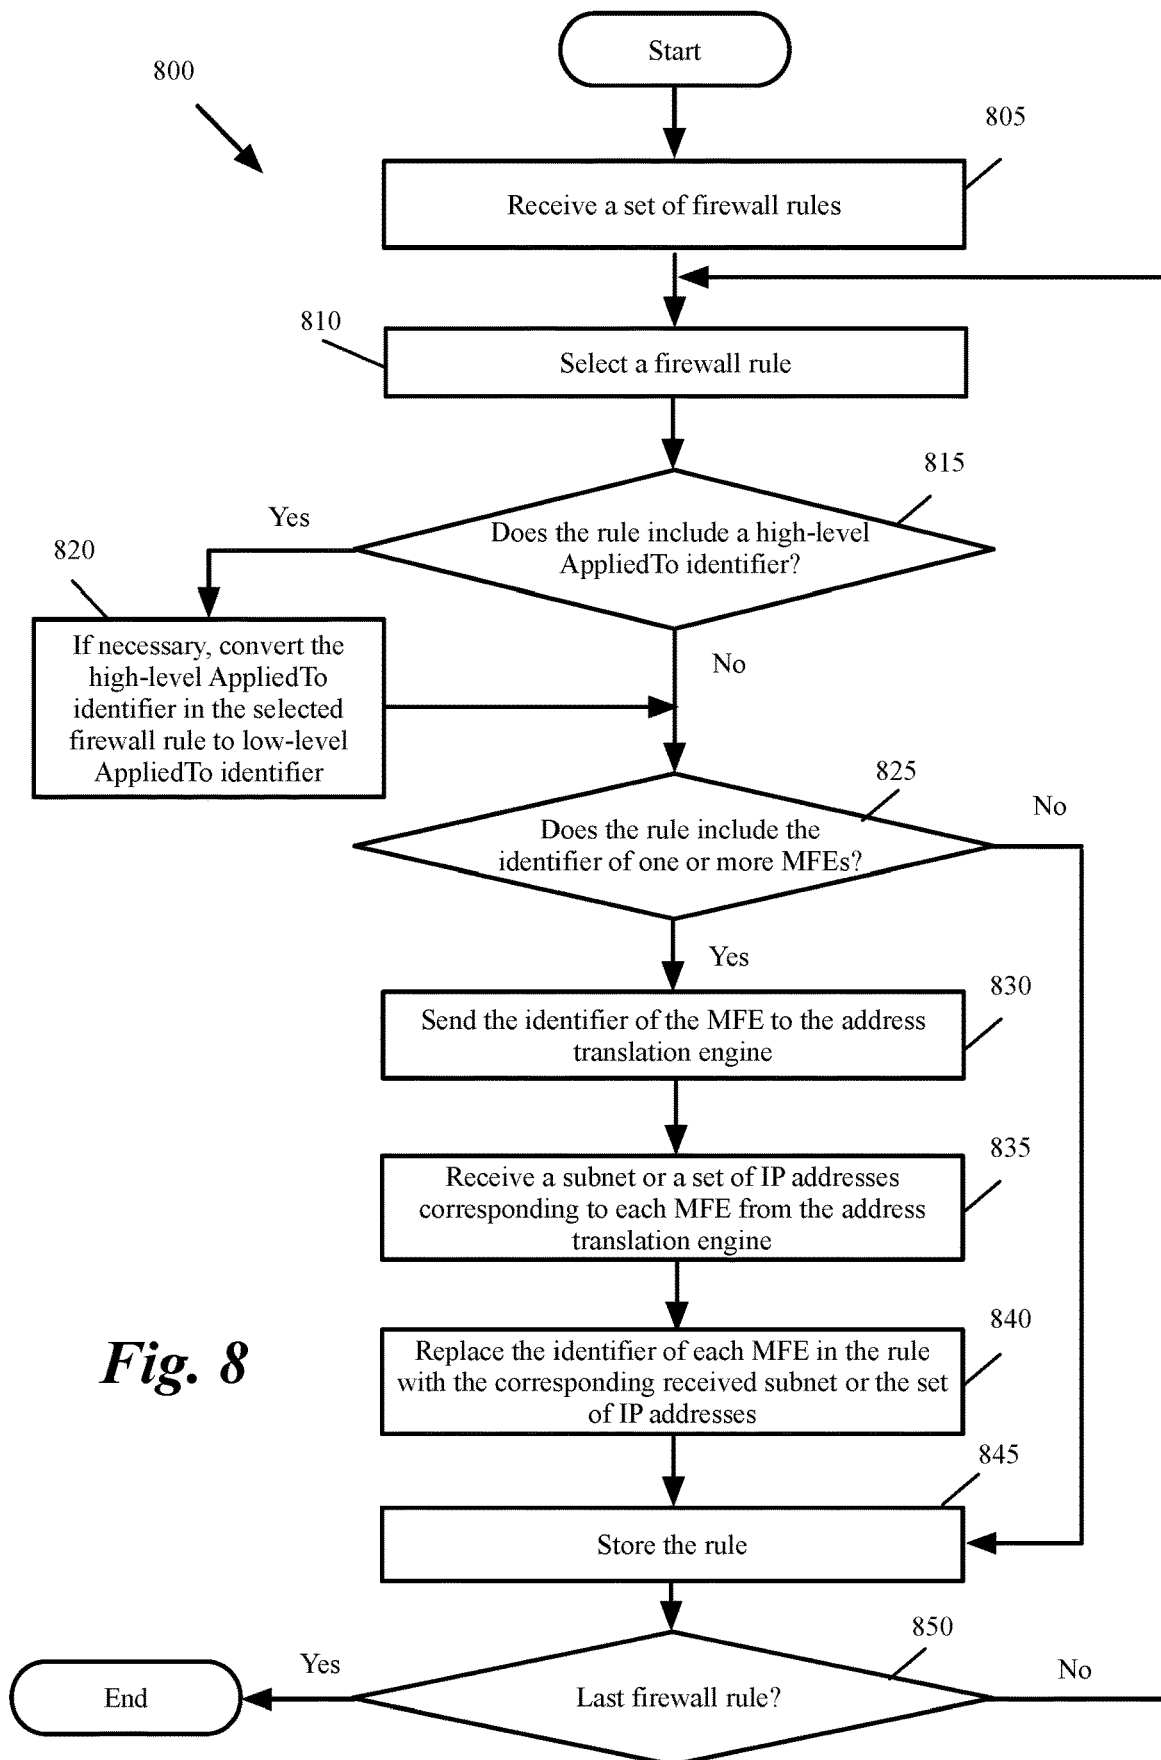 Start
800
805
Receive a set of firewall rules
810
Select a firewall rule
815
Yes
Does the rule include a high-level
AppliedTo identifier?
820
If necessary, convert the
high-level AppliedTo
identifier in the selected
firewall rule to low-level
AppliedTo identifier
No
825
No
Does the rule include the
identifier of one or more MFEs?
Yes
830
Send the identifier of the MFE to the address
translation engine
835
Receive a subnet or a set of IP addresses
corresponding to each MFE from the address
translation engine
840
Replace the identifier of each MFE in the rule
with the corresponding received subnet or the set
of IP addresses
Fig. 8
845
Store the rule
850
Yes
No
End
Last firewall rule?